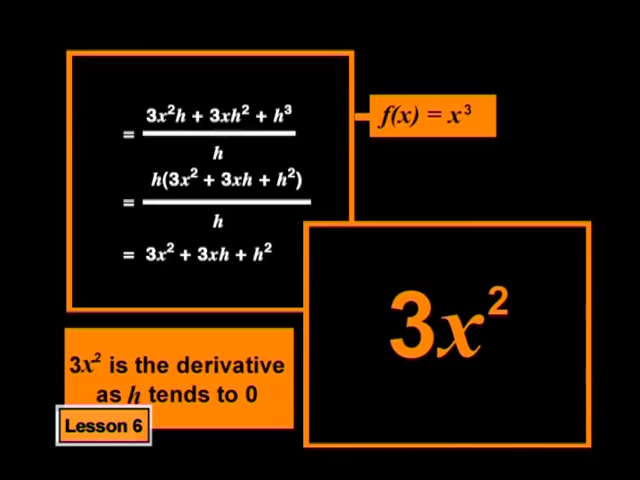 f(x) = x³
= 3x²h + 3xh² + h³
h
= h(3x² + 3xh + h²)
h
= 3x² + 3xh + h²
3x²
3x² is the derivative
as h tends to 0
Lesson 6